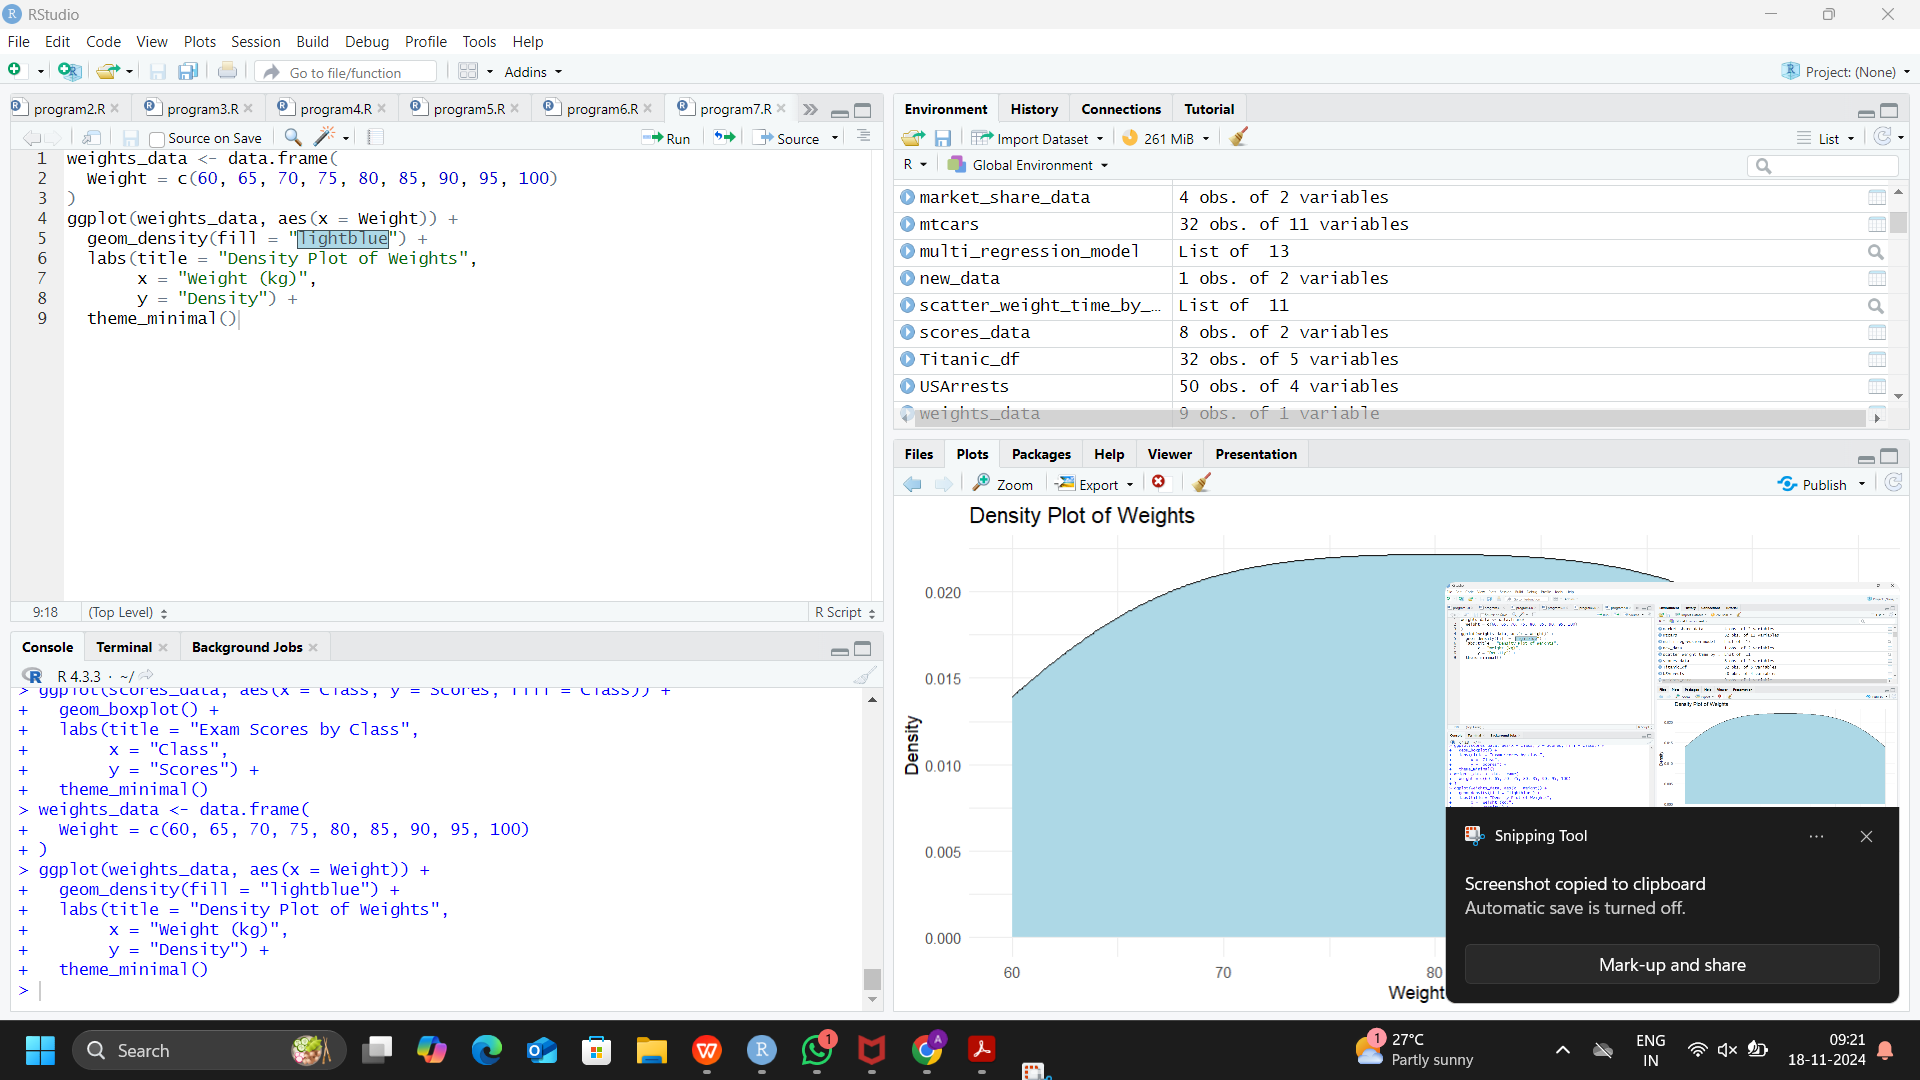 RStudio
File Edit Code View Plots Session Build Debug Profile Tools Help
Go to file/function
Addins
Project: (None)
program2.R
program3.R
program4.R
program5.R
program6.R
program7.R
Source on Save
Run
Source
1 weights_data <- data.frame(
2 Weight = c(60, 65, 70, 75, 80, 85, 90, 95, 100)
3 )
4 ggplot(weights_data, aes(x = Weight)) +
5 geom_density(fill = "lightblue") +
6 labs(title = "Density Plot of Weights",
7 x = "Weight (kg)",
8 y = "Density") +
9 theme_minimal()
9:18
(Top Level)
R Script
Console
Terminal
Background Jobs
R 4.3.3 · ~/
> ggplot(scores_data, aes(x = Class, y = Scores, fill = Class)) +
+ geom_boxplot() +
+ labs(title = "Exam Scores by Class",
+ x = "Class",
+ y = "Scores") +
+ theme_minimal()
> weights_data <- data.frame(
+ Weight = c(60, 65, 70, 75, 80, 85, 90, 95, 100)
+ )
> ggplot(weights_data, aes(x = Weight)) +
+ geom_density(fill = "lightblue") +
+ labs(title = "Density Plot of Weights",
+ x = "Weight (kg)",
+ y = "Density") +
+ theme_minimal()
>
Environment
History
Connections
Tutorial
Import Dataset
261 MiB
List
R
Global Environment
market_share_data 4 obs. of 2 variables
mtcars 32 obs. of 11 variables
multi_regression_model List of 13
new_data 1 obs. of 2 variables
scatter_weight_time_by_... List of 11
scores_data 8 obs. of 2 variables
Titanic_df 32 obs. of 5 variables
USArrests 50 obs. of 4 variables
weights_data 9 obs. of 1 variable
Files
Plots
Packages
Help
Viewer
Presentation
Zoom
Export
Publish
Density Plot of Weights
0.020
0.015
0.010
0.005
0.000
Density
60
70
80
Weight
Snipping Tool
Screenshot copied to clipboard
Automatic save is turned off.
Mark-up and share
Search
1
A
1
27°C
Partly sunny
ENG
IN
09:21
18-11-2024